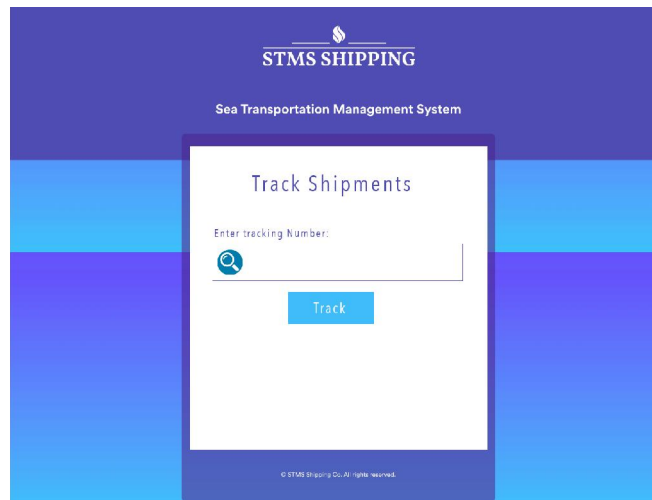 STMS SHIPPING
Sea Transportation Management System
Track Shipments
Enter tracking Number:
Track
© STMS Shipping Co. All rights reserved.